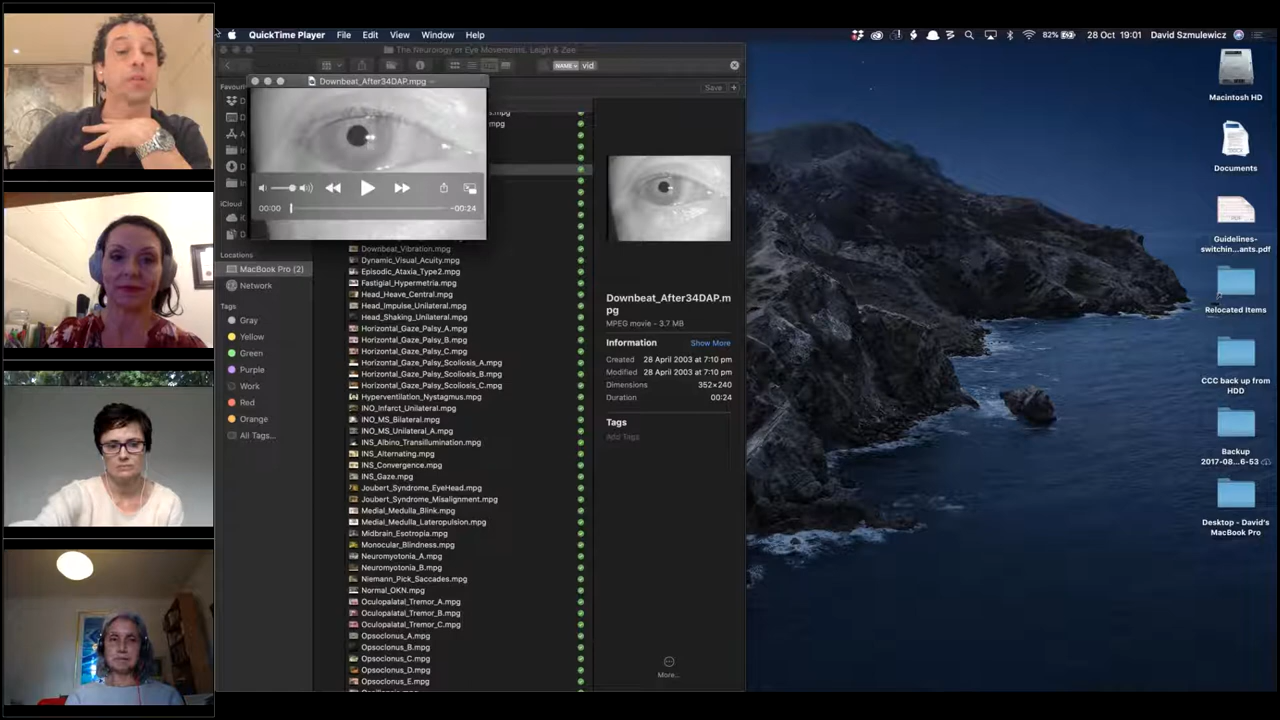 QuickTime Player File Edit View Window Help
82% 28 Oct 19:01 David Szmulewicz
The Neurology of Eye Movements. Leigh & Zee
NAME vid
Save +
Downbeat_After34DAP.mpg
00:00
-00:24
Favour
iCloud
Locations
MacBook Pro (2)
Network
Tags
Gray
Yellow
Green
Purple
Work
Red
Orange
All Tags...
Downbeat_Vibration.mpg
Dynamic_Visual_Acuity.mpg
Episodic_Ataxia_Type2.mpg
Fastigial_Hypermetria.mpg
Head_Heave_Central.mpg
Head_Impulse_Unilateral.mpg
Head_Shaking_Unilateral.mpg
Horizontal_Gaze_Palsy_A.mpg
Horizontal_Gaze_Palsy_B.mpg
Horizontal_Gaze_Palsy_C.mpg
Horizontal_Gaze_Palsy_Scoliosis_A.mpg
Horizontal_Gaze_Palsy_Scoliosis_B.mpg
Horizontal_Gaze_Palsy_Scoliosis_C.mpg
Hyperventilation_Nystagmus.mpg
INO_Infarct_Unilateral.mpg
INO_MS_Bilateral.mpg
INO_MS_Unilateral_A.mpg
INS_Albino_Transillumination.mpg
INS_Alternating.mpg
INS_Convergence.mpg
INS_Gaze.mpg
Joubert_Syndrome_EyeHead.mpg
Joubert_Syndrome_Misalignment.mpg
Medial_Medulla_Blink.mpg
Medial_Medulla_Lateropulsion.mpg
Midbrain_Esotropia.mpg
Monocular_Blindness.mpg
Neuromyotonia_A.mpg
Neuromyotonia_B.mpg
Niemann_Pick_Saccades.mpg
Normal_OKN.mpg
Oculopalatal_Tremor_A.mpg
Oculopalatal_Tremor_B.mpg
Oculopalatal_Tremor_C.mpg
Opsoclonus_A.mpg
Opsoclonus_B.mpg
Opsoclonus_C.mpg
Opsoclonus_D.mpg
Opsoclonus_E.mpg
Downbeat_After34DAP.m
pg
MPEG movie - 3.7 MB
Information Show More
Created 28 April 2003 at 7:10 pm
Modified 28 April 2003 at 7:10 pm
Dimensions 352×240
Duration 00:24
Tags
Add Tags
More...
Macintosh HD
Documents
Guidelines-
switchin...ants.pdf
Relocated Items
CCC back up from
HDD
Backup
2017-08...6-53
Desktop - David's
MacBook Pro